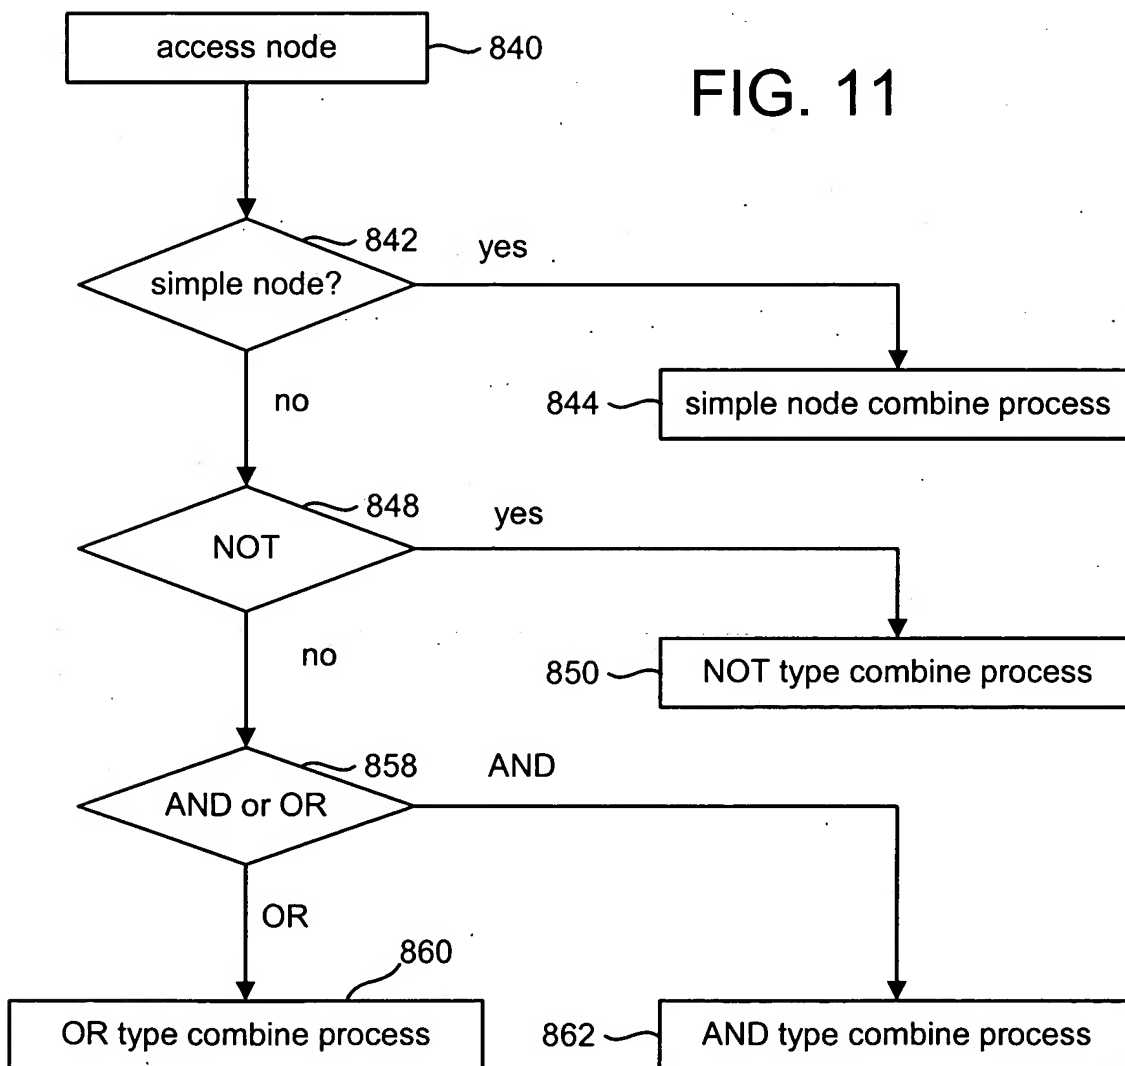 access node
840
FIG. 11
842
yes
simple node?
no
844
simple node combine process
848
yes
NOT
no
850
NOT type combine process
858
AND
AND or OR
OR
860
OR type combine process
862
AND type combine process